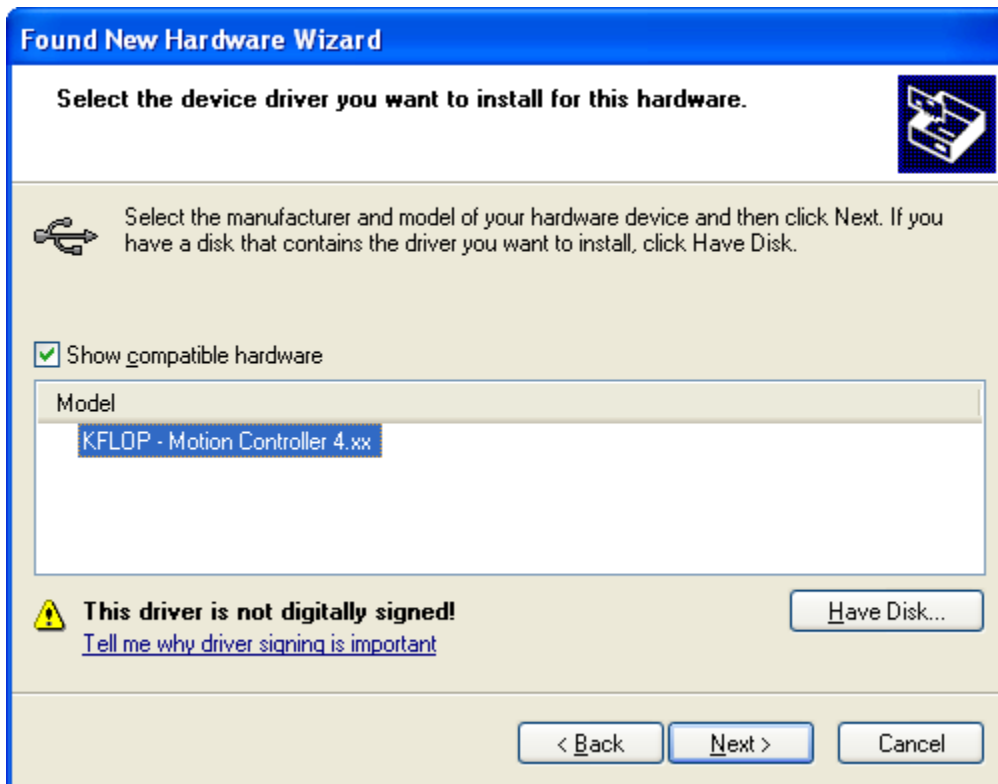 Found New Hardware Wizard
Select the device driver you want to install for this hardware.
Select the manufacturer and model of your hardware device and then click Next. If you
have a disk that contains the driver you want to install, click Have Disk.
Show compatible hardware
Model
KFLOP - Motion Controller 4.xx
This driver is not digitally signed!
Have Disk...
Tell me why driver signing is important
< Back
Next >
Cancel